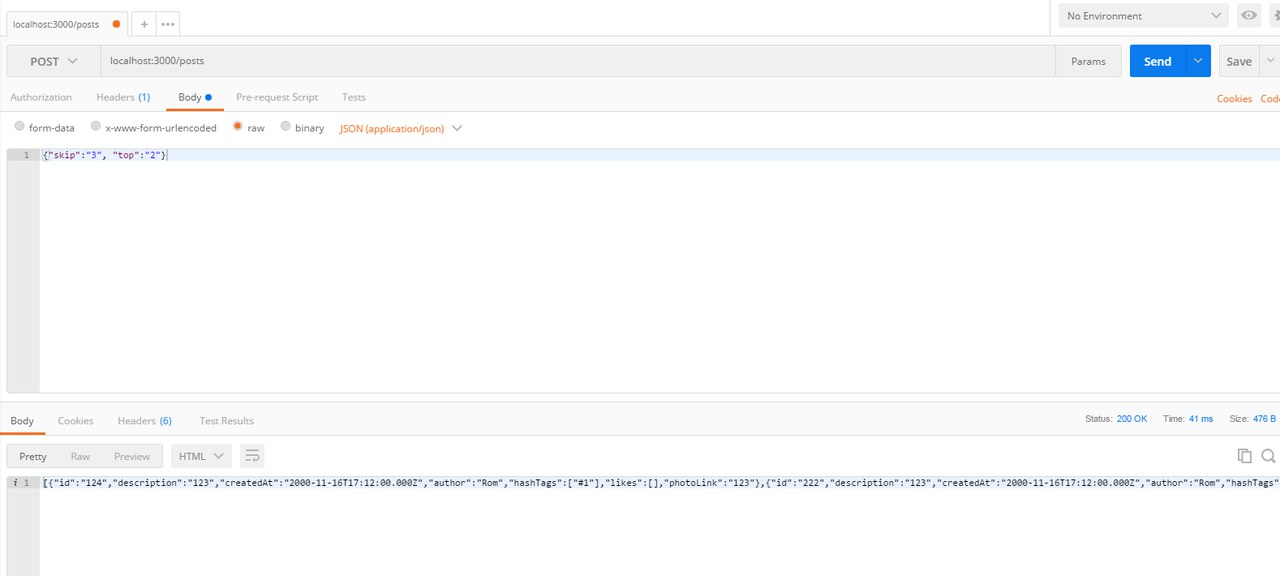 localhost:3000/posts
No Environment
POST localhost:3000/posts Params Send Save
Authorization Headers (1) Body Pre-request Script Tests Cookies Code
form-data x-www-form-urlencoded raw binary JSON (application/json)
1 {"skip":"3", "top":"2"}
Body Cookies Headers (6) Test Results Status: 200 OK Time: 41 ms Size: 476 B
Pretty Raw Preview HTML
i 1 [{"id":"124","description":"123","createdAt":"2000-11-16T17:12:00.000Z","author":"Rom","hashTags":["#1"],"likes":[],"photoLink":"123"},{"id":"222","description":"123","createdAt":"2000-11-16T17:12:00.000Z","author":"Rom","hashTags"